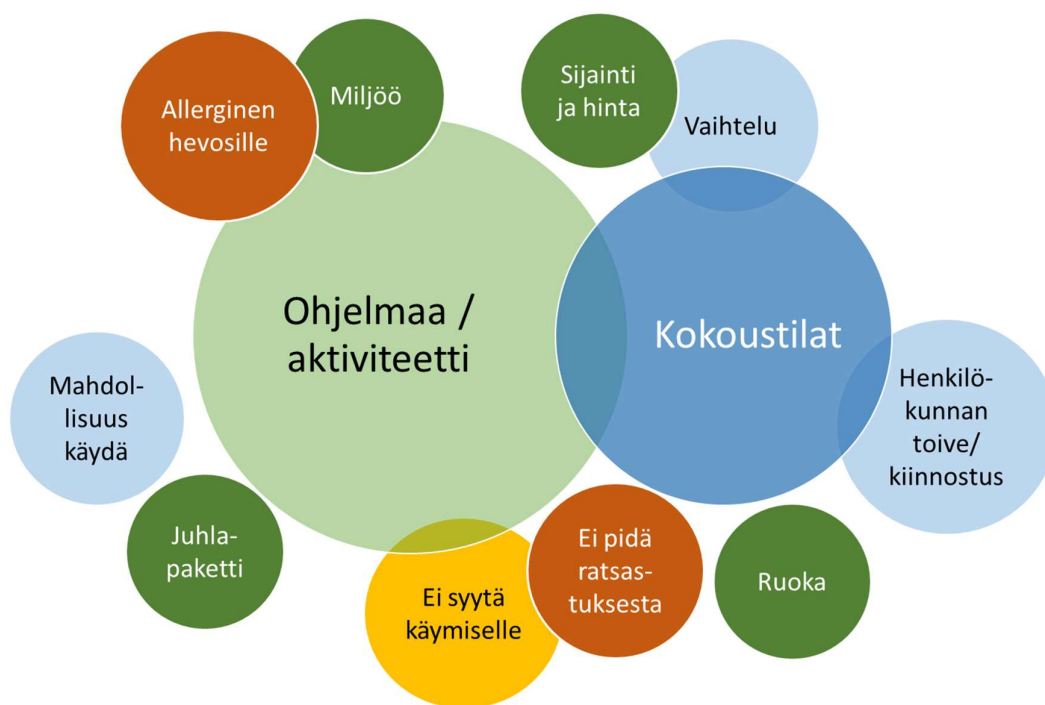 Allerginen
hevosille
Miljöö
Sijainti
ja hinta
Vaihtelu
Ohjelmaa /
aktiviteetti
Kokoustilat
Mahdol-
lisuus
käydä
Henkilö-
kunnan
toive/
kiinnostus
Juhla-
paketti
Ei syytä
käymiselle
Ei pidä
ratsas-
tuksesta
Ruoka